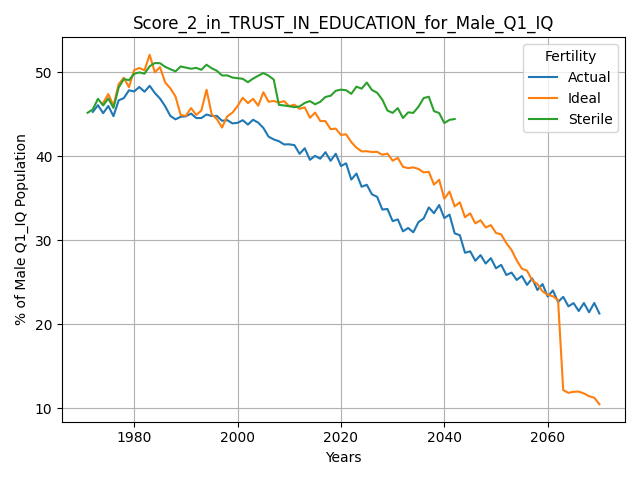 Score_2_in_TRUST_IN_EDUCATION_for_Male_Q1_IQ
% of Male Q1_IQ Population
50
40
30
20
10
Fertility
Actual
Ideal
Sterile
1980
2000
2020
2040
2060
Years